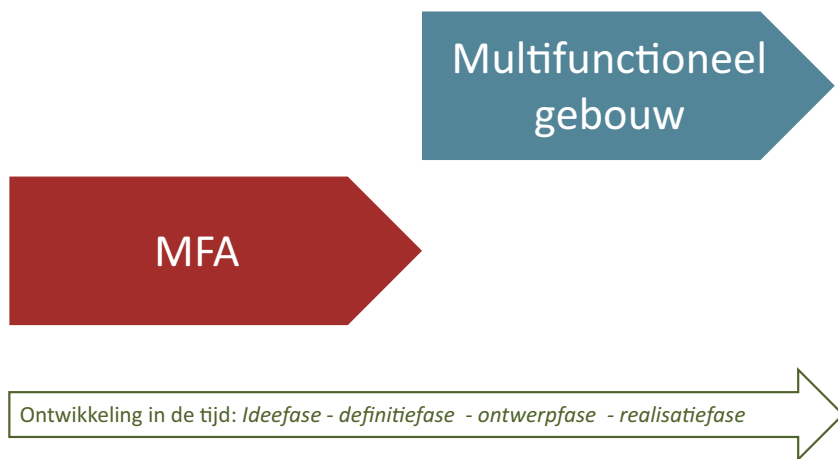 Multifunctioneel
gebouw
MFA
Ontwikkeling in de tijd: Ideefase - definitiefase - ontwerpfase - realisatiefase